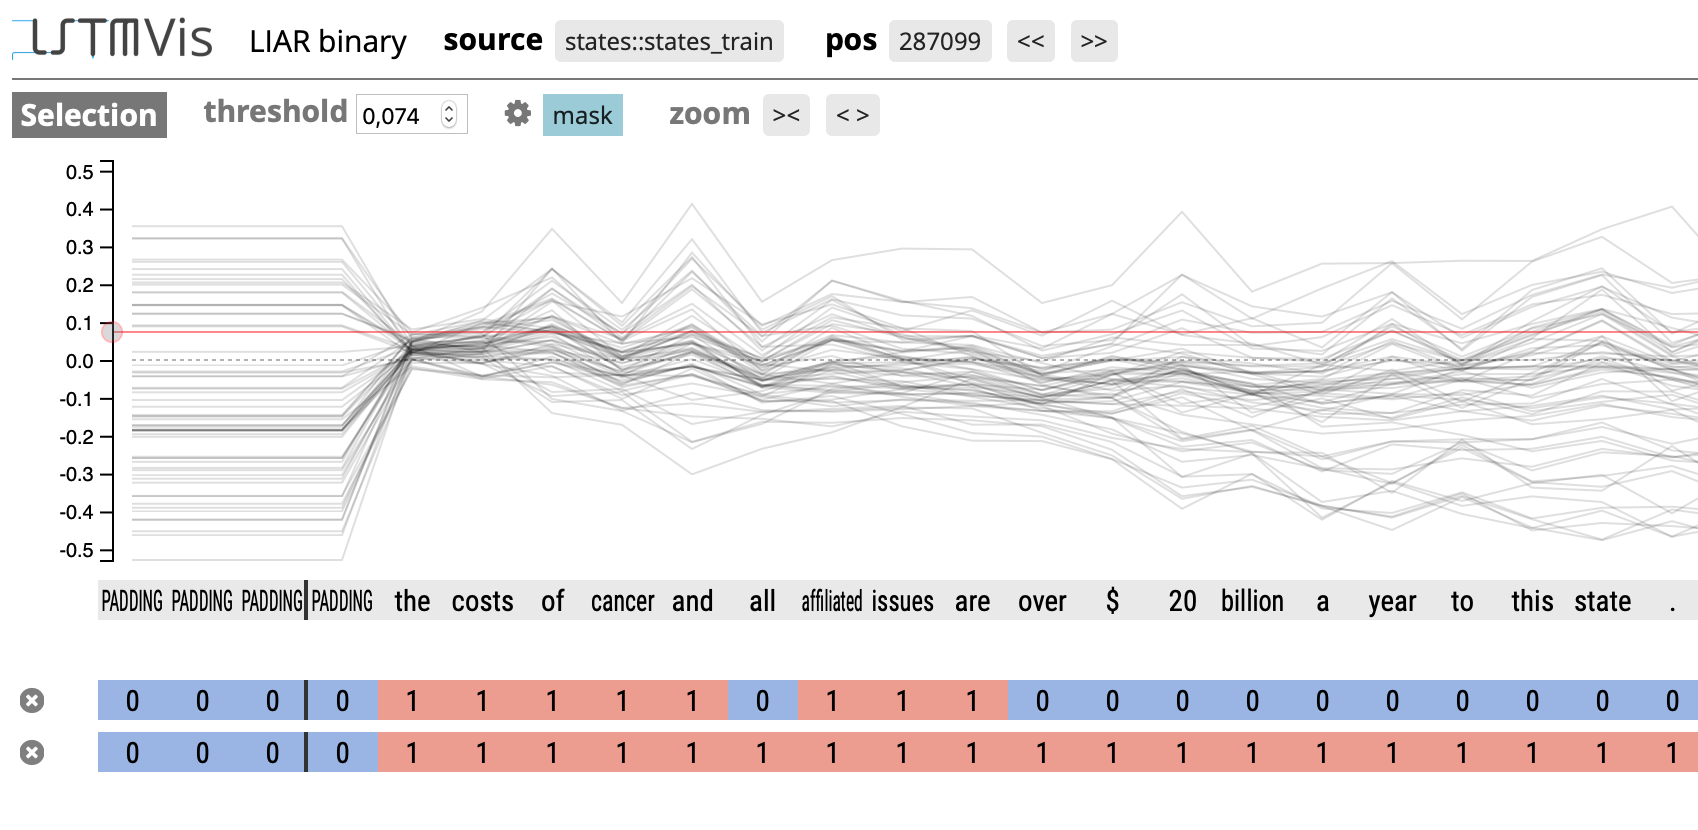 LSTMVis LIAR binary source states::states_train pos 287099 << >>
Selection threshold 0,074 mask zoom >< < >
0.5
0.4
0.3
0.2
0.1
0.0
-0.1
-0.2
-0.3
-0.4
-0.5
PADDING PADDING PADDING PADDING the costs of cancer and all affiliated issues are over $ 20 billion a year to this state .
0 0 0 0 1 1 1 1 1 0 1 1 1 0 0 0 0 0 0 0 0 0 0
0 0 0 0 1 1 1 1 1 1 1 1 1 1 1 1 1 1 1 1 1 1 1